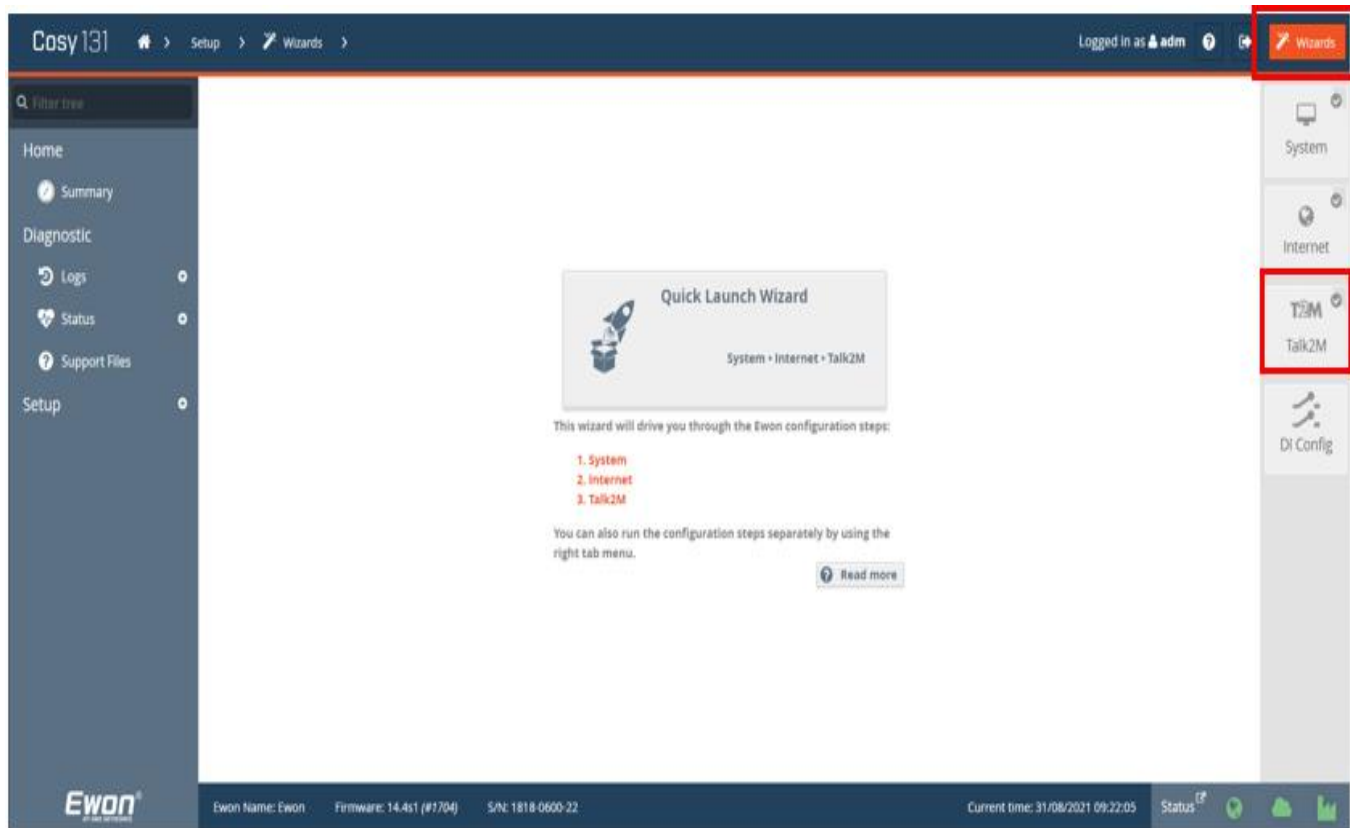 Cosy 131 > Setup > Wizards >
Logged in as adm
Wizards
Filter tree
Home
Summary
Diagnostic
Logs
Status
Support Files
Setup
Quick Launch Wizard
System • Internet • Talk2M
This wizard will drive you through the Ewon configuration steps:
1. System
2. Internet
3. Talk2M
You can also run the configuration steps separately by using the
right tab menu.
Read more
System
Internet
T2M
Talk2M
DI Config
Ewon®
Ewon Name: Ewon Firmware: 14.4s1 (#1704) S/N: 1818-0600-22
Current time: 31/08/2021 09:22:05 Status